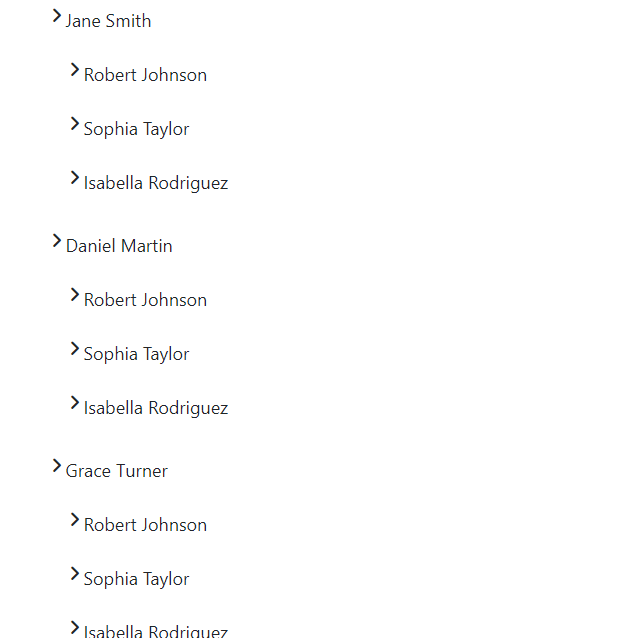 Jane Smith
Robert Johnson
Sophia Taylor
Isabella Rodriguez
Daniel Martin
Robert Johnson
Sophia Taylor
Isabella Rodriguez
Grace Turner
Robert Johnson
Sophia Taylor
Isabella Rodriguez